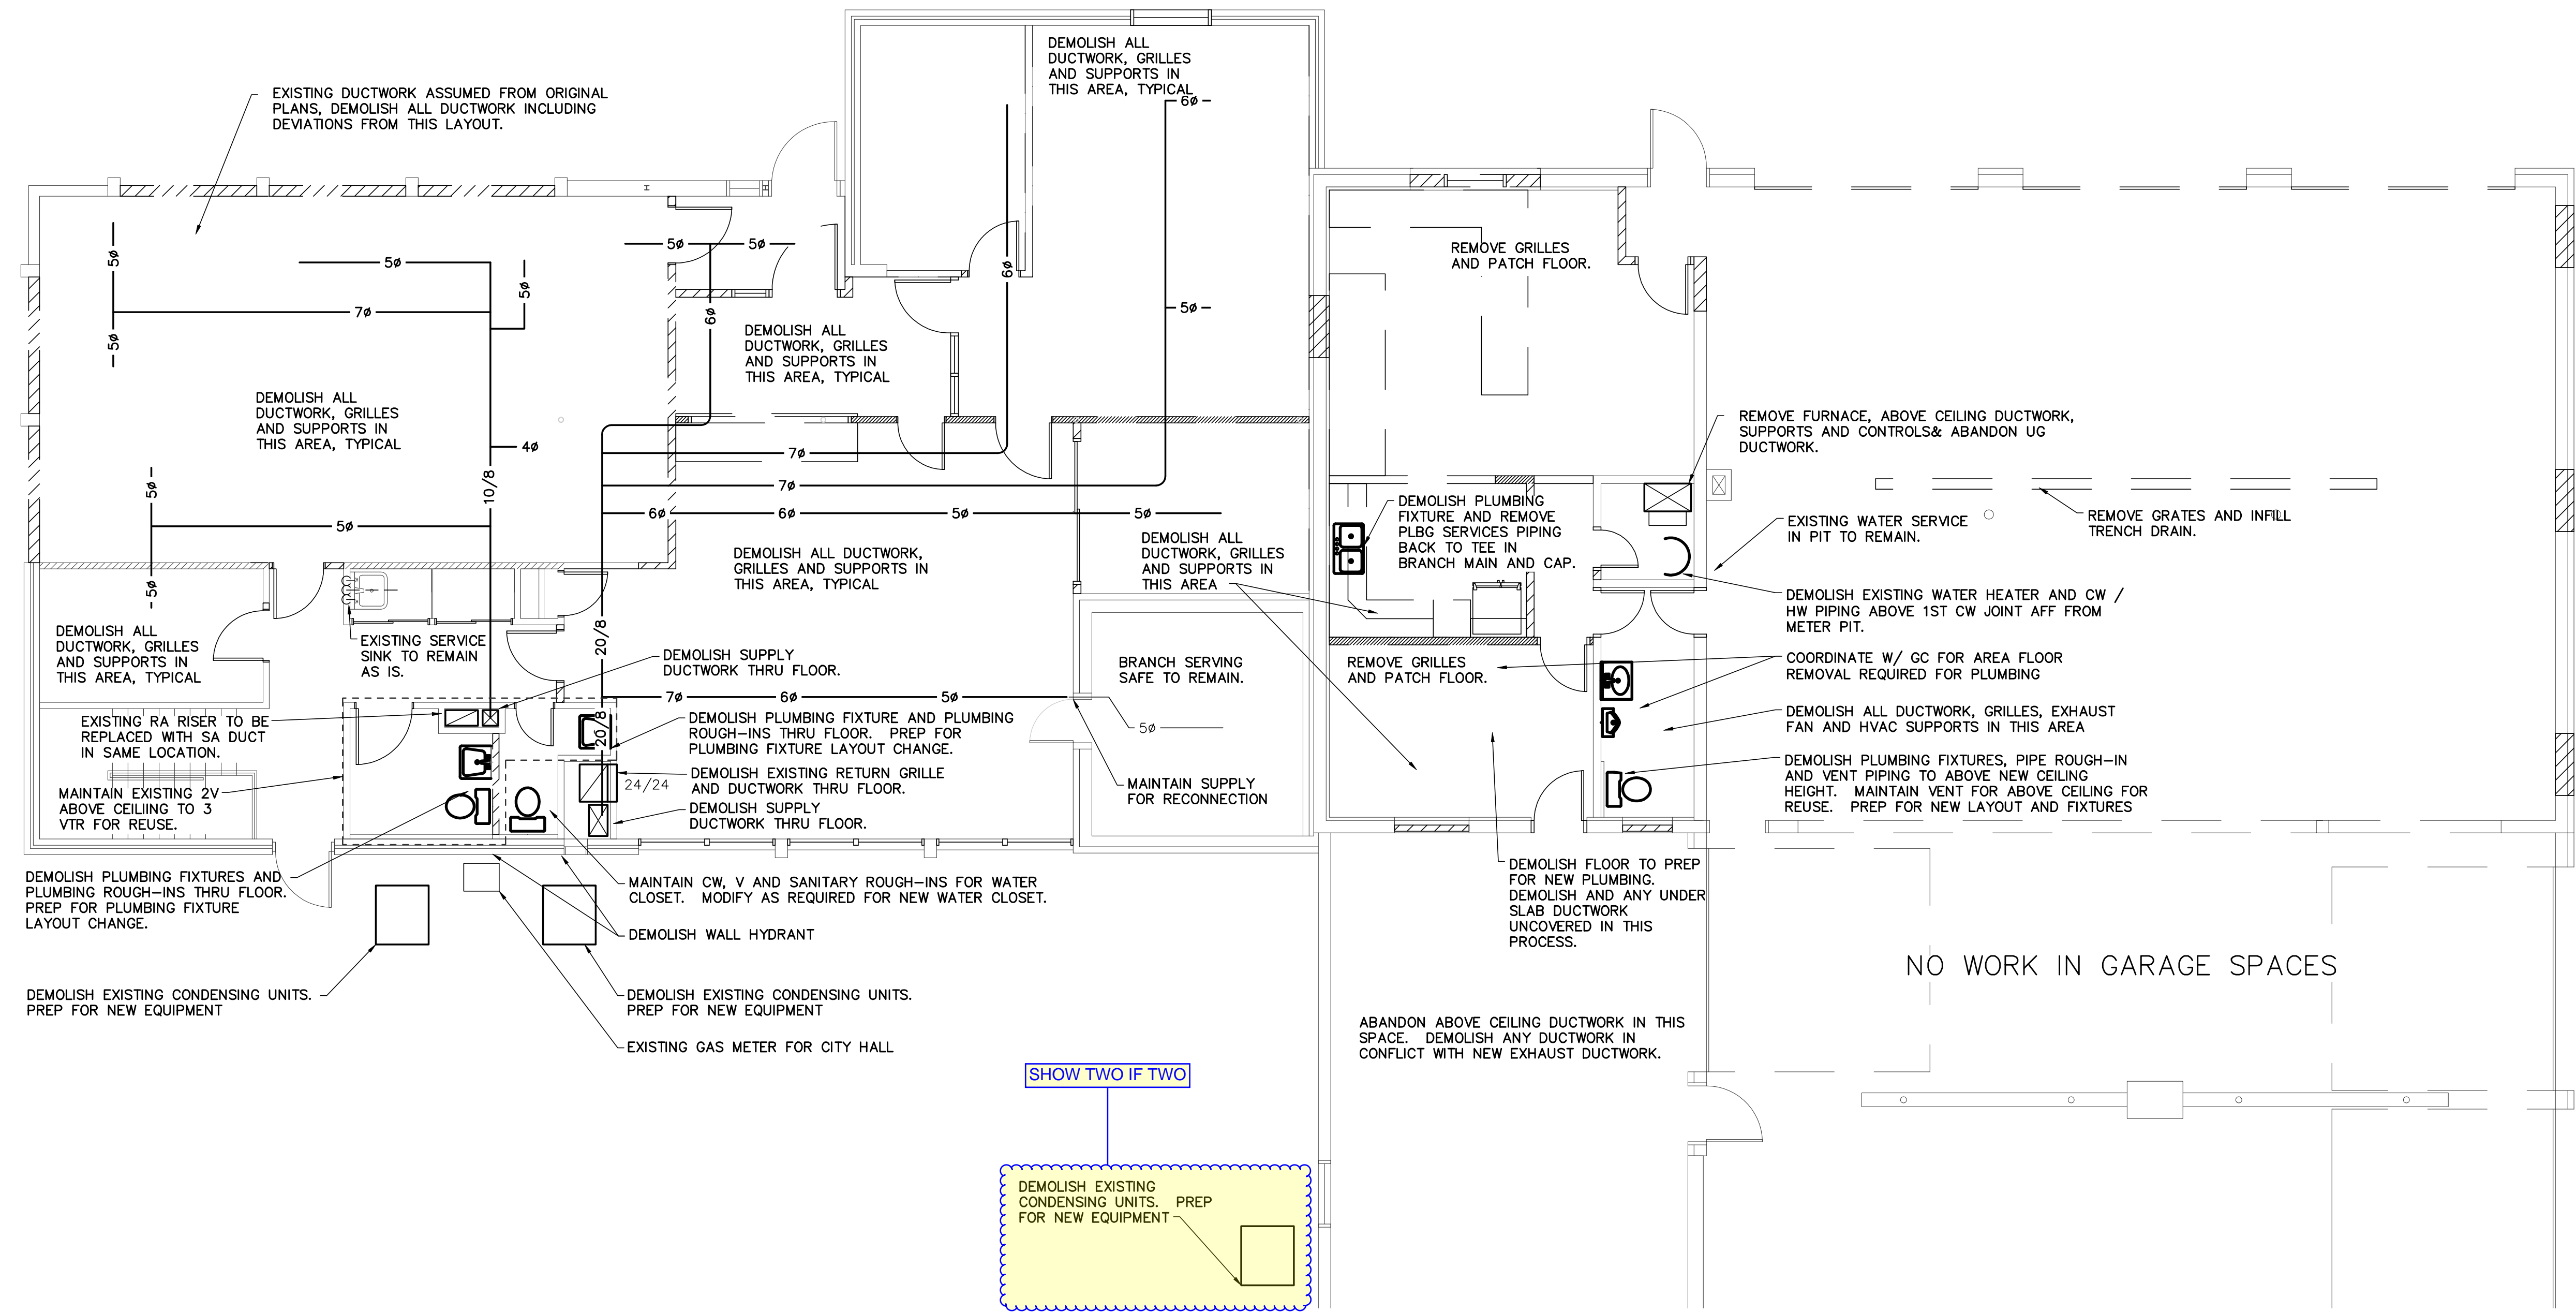 DEMOLISH ALL
DUCTWORK, GRILLES
AND SUPPORTS IN
THIS AREA, TYPICAL
6ø
EXISTING DUCTWORK ASSUMED FROM ORIGINAL
PLANS, DEMOLISH ALL DUCTWORK INCLUDING
DEVIATIONS FROM THIS LAYOUT.
5ø
5ø
5ø
5ø
5ø
7ø
5ø
6ø
6ø
5ø
REMOVE GRILLES
AND PATCH FLOOR.
DEMOLISH ALL
DUCTWORK, GRILLES
AND SUPPORTS IN
THIS AREA, TYPICAL
DEMOLISH ALL
DUCTWORK, GRILLES
AND SUPPORTS IN
THIS AREA, TYPICAL
4ø
10/8
5ø
5ø
5ø
7ø
7ø
6ø
6ø
5ø
5ø
REMOVE FURNACE, ABOVE CEILING DUCTWORK,
SUPPORTS AND CONTROLS& ABANDON UG
DUCTWORK.
DEMOLISH PLUMBING
FIXTURE AND REMOVE
PLBG SERVICES PIPING
BACK TO TEE IN
BRANCH MAIN AND CAP.
EXISTING WATER SERVICE
IN PIT TO REMAIN.
REMOVE GRATES AND INFILL
TRENCH DRAIN.
DEMOLISH ALL DUCTWORK,
GRILLES AND SUPPORTS IN
THIS AREA, TYPICAL
DEMOLISH ALL
DUCTWORK, GRILLES
AND SUPPORTS IN
THIS AREA
DEMOLISH EXISTING WATER HEATER AND CW /
HW PIPING ABOVE 1ST CW JOINT AFF FROM
METER PIT.
DEMOLISH ALL
DUCTWORK, GRILLES
AND SUPPORTS IN
THIS AREA, TYPICAL
EXISTING SERVICE
SINK TO REMAIN
AS IS.
20/8
DEMOLISH SUPPLY
DUCTWORK THRU FLOOR.
BRANCH SERVING
SAFE TO REMAIN.
REMOVE GRILLES
AND PATCH FLOOR.
COORDINATE W/ GC FOR AREA FLOOR
REMOVAL REQUIRED FOR PLUMBING
7ø
6ø
5ø
5ø
EXISTING RA RISER TO BE
REPLACED WITH SA DUCT
IN SAME LOCATION.
20/8
DEMOLISH PLUMBING FIXTURE AND PLUMBING
ROUGH-INS THRU FLOOR.  PREP FOR
PLUMBING FIXTURE LAYOUT CHANGE.
DEMOLISH ALL DUCTWORK, GRILLES, EXHAUST
FAN AND HVAC SUPPORTS IN THIS AREA
MAINTAIN EXISTING 2V
ABOVE CEILIING TO 3
VTR FOR REUSE.
24/24
DEMOLISH EXISTING RETURN GRILLE
AND DUCTWORK THRU FLOOR.
DEMOLISH SUPPLY
DUCTWORK THRU FLOOR.
MAINTAIN SUPPLY
FOR RECONNECTION
DEMOLISH PLUMBING FIXTURES, PIPE ROUGH-IN
AND VENT PIPING TO ABOVE NEW CEILING
HEIGHT.  MAINTAIN VENT FOR ABOVE CEILING FOR
REUSE.  PREP FOR NEW LAYOUT AND FIXTURES
DEMOLISH PLUMBING FIXTURES AND
PLUMBING ROUGH-INS THRU FLOOR.
PREP FOR PLUMBING FIXTURE
LAYOUT CHANGE.
MAINTAIN CW, V AND SANITARY ROUGH-INS FOR WATER
CLOSET.  MODIFY AS REQUIRED FOR NEW WATER CLOSET.
DEMOLISH WALL HYDRANT
DEMOLISH FLOOR TO PREP
FOR NEW PLUMBING.
DEMOLISH AND ANY UNDER
SLAB DUCTWORK
UNCOVERED IN THIS
PROCESS.
NO WORK IN GARAGE SPACES
DEMOLISH EXISTING CONDENSING UNITS.
PREP FOR NEW EQUIPMENT
DEMOLISH EXISTING CONDENSING UNITS.
PREP FOR NEW EQUIPMENT
EXISTING GAS METER FOR CITY HALL
ABANDON ABOVE CEILING DUCTWORK IN THIS
SPACE.  DEMOLISH ANY DUCTWORK IN
CONFLICT WITH NEW EXHAUST DUCTWORK.
SHOW TWO IF TWO
DEMOLISH EXISTING
CONDENSING UNITS.  PREP
FOR NEW EQUIPMENT